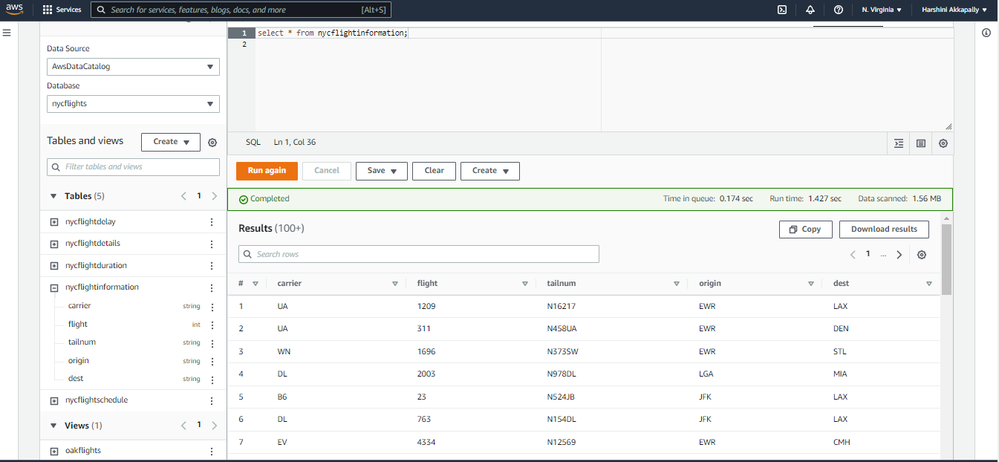 aws Services Search for services, features, blogs, docs, and more [Alt+S] N. Virginia Harshini Akkapally
Data Source
AwsDataCatalog
Database
nycflights
Tables and views Create
Filter tables and views
Tables (5) 1
nycflightdelay
nycflightdetails
nycflightduration
nycflightinformation
carrier string
flight int
tailnum string
origin string
dest string
nycflightschedule
Views (1) 1
oakflights
1 select * from nycflightinformation;
2
SQL Ln 1, Col 36
Run again Cancel Save Clear Create
Completed Time in queue: 0.174 sec Run time: 1.427 sec Data scanned: 1.56 MB
Results (100+) Copy Download results
Search rows 1 ...
# carrier flight tailnum origin dest
1 UA 1209 N16217 EWR LAX
2 UA 311 N458UA EWR DEN
3 WN 1696 N373SW EWR STL
4 DL 2003 N978DL LGA MIA
5 B6 23 N524JB JFK LAX
6 DL 763 N154DL JFK LAX
7 EV 4334 N12569 EWR CMH